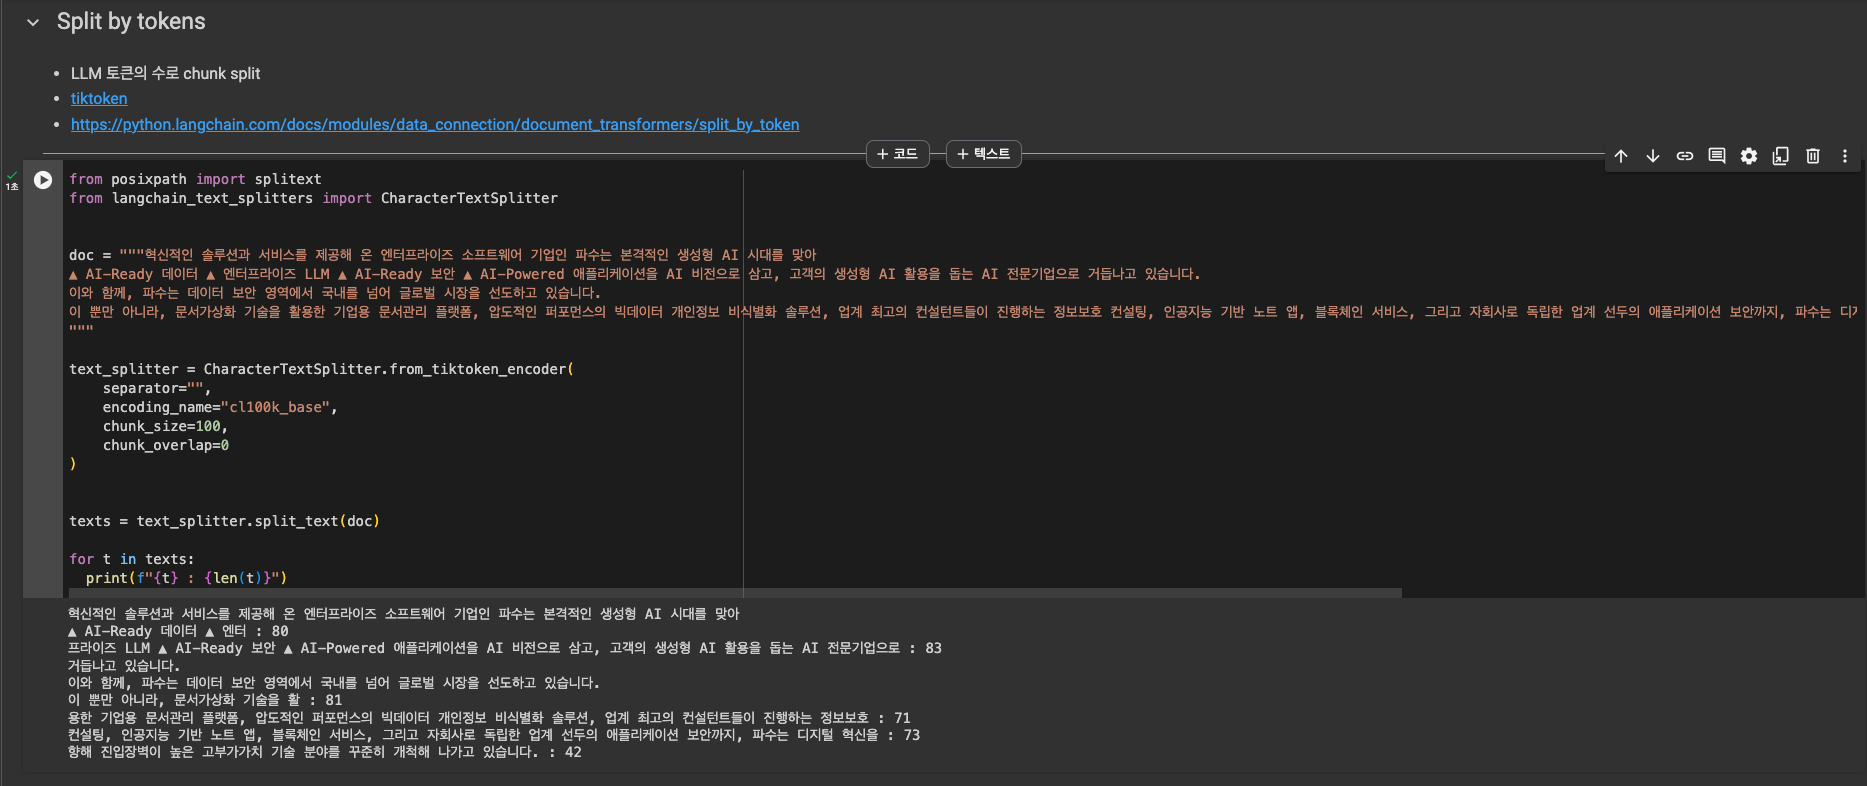 Split by tokens
LLM 토큰의 수로 chunk split
tiktoken
https://python.langchain.com/docs/modules/data_connection/document_transformers/split_by_token
+ 코드
+ 텍스트
1초
from posixpath import splitext
from langchain_text_splitters import CharacterTextSplitter
doc = """혁신적인 솔루션과 서비스를 제공해 온 엔터프라이즈 소프트웨어 기업인 파수는 본격적인 생성형 AI 시대를 맞아
▲ AI-Ready 데이터 ▲ 엔터프라이즈 LLM ▲ AI-Ready 보안 ▲ AI-Powered 애플리케이션을 AI 비전으로 삼고, 고객의 생성형 AI 활용을 돕는 AI 전문기업으로 거듭나고 있습니다.
이와 함께, 파수는 데이터 보안 영역에서 국내를 넘어 글로벌 시장을 선도하고 있습니다.
이 뿐만 아니라, 문서가상화 기술을 활용한 기업용 문서관리 플랫폼, 압도적인 퍼포먼스의 빅데이터 개인정보 비식별화 솔루션, 업계 최고의 컨설턴트들이 진행하는 정보보호 컨설팅, 인공지능 기반 노트 앱, 블록체인 서비스, 그리고 자회사로 독립한 업계 선두의 애플리케이션 보안까지, 파수는 디지
"""
text_splitter = CharacterTextSplitter.from_tiktoken_encoder(
    separator="",
    encoding_name="cl100k_base",
    chunk_size=100,
    chunk_overlap=0
)
texts = text_splitter.split_text(doc)
for t in texts:
  print(f"{t} : {len(t)}")
혁신적인 솔루션과 서비스를 제공해 온 엔터프라이즈 소프트웨어 기업인 파수는 본격적인 생성형 AI 시대를 맞아
▲ AI-Ready 데이터 ▲ 엔터 : 80
프라이즈 LLM ▲ AI-Ready 보안 ▲ AI-Powered 애플리케이션을 AI 비전으로 삼고, 고객의 생성형 AI 활용을 돕는 AI 전문기업으로 : 83
거듭나고 있습니다.
이와 함께, 파수는 데이터 보안 영역에서 국내를 넘어 글로벌 시장을 선도하고 있습니다.
이 뿐만 아니라, 문서가상화 기술을 활 : 81
용한 기업용 문서관리 플랫폼, 압도적인 퍼포먼스의 빅데이터 개인정보 비식별화 솔루션, 업계 최고의 컨설턴트들이 진행하는 정보보호 : 71
컨설팅, 인공지능 기반 노트 앱, 블록체인 서비스, 그리고 자회사로 독립한 업계 선두의 애플리케이션 보안까지, 파수는 디지털 혁신을 : 73
향해 진입장벽이 높은 고부가가치 기술 분야를 꾸준히 개척해 나가고 있습니다. : 42